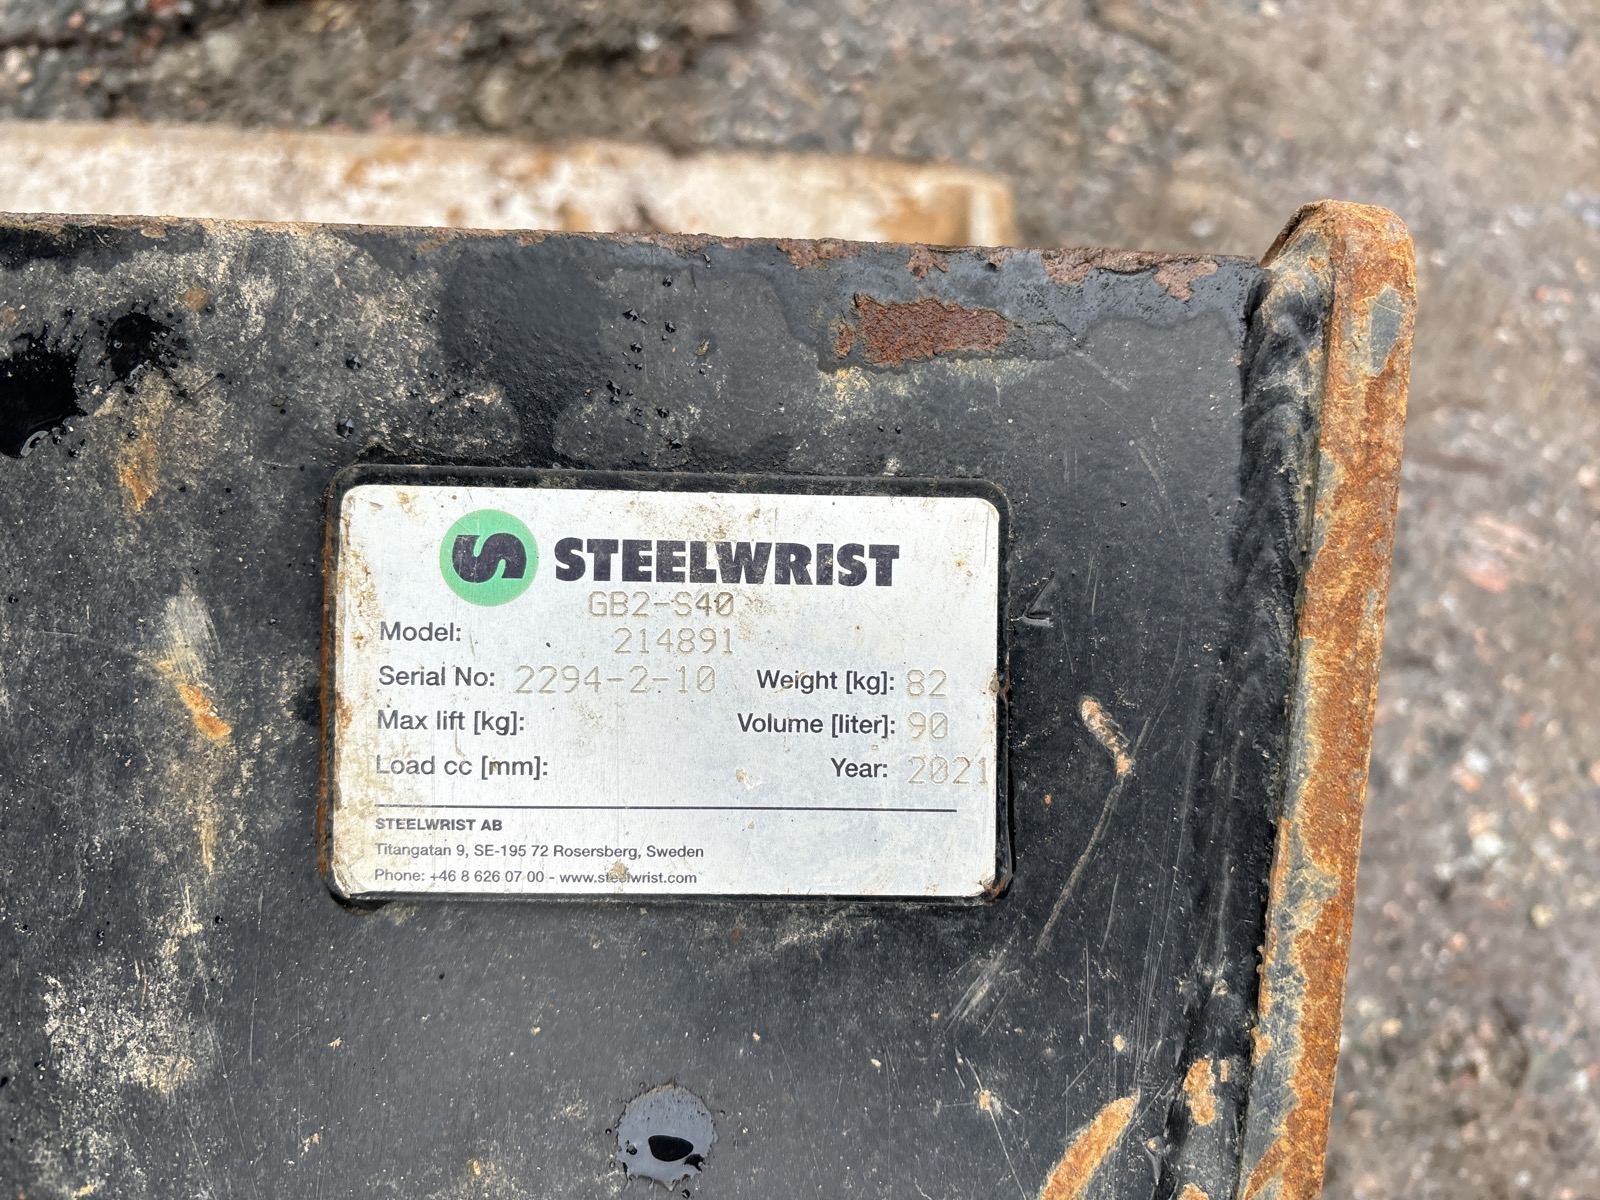 STEELWRIST
GB2-S40
Model: 214891
Serial No: 2294-2-10 Weight [kg]: 82
Max lift [kg]: Volume [liter]: 90
Load cc [mm]: Year: 2021
STEELWRIST AB
Titangatan 9, SE-195 72 Rosersberg, Sweden
Phone: +46 8 626 07 00 - www.steelwrist.com